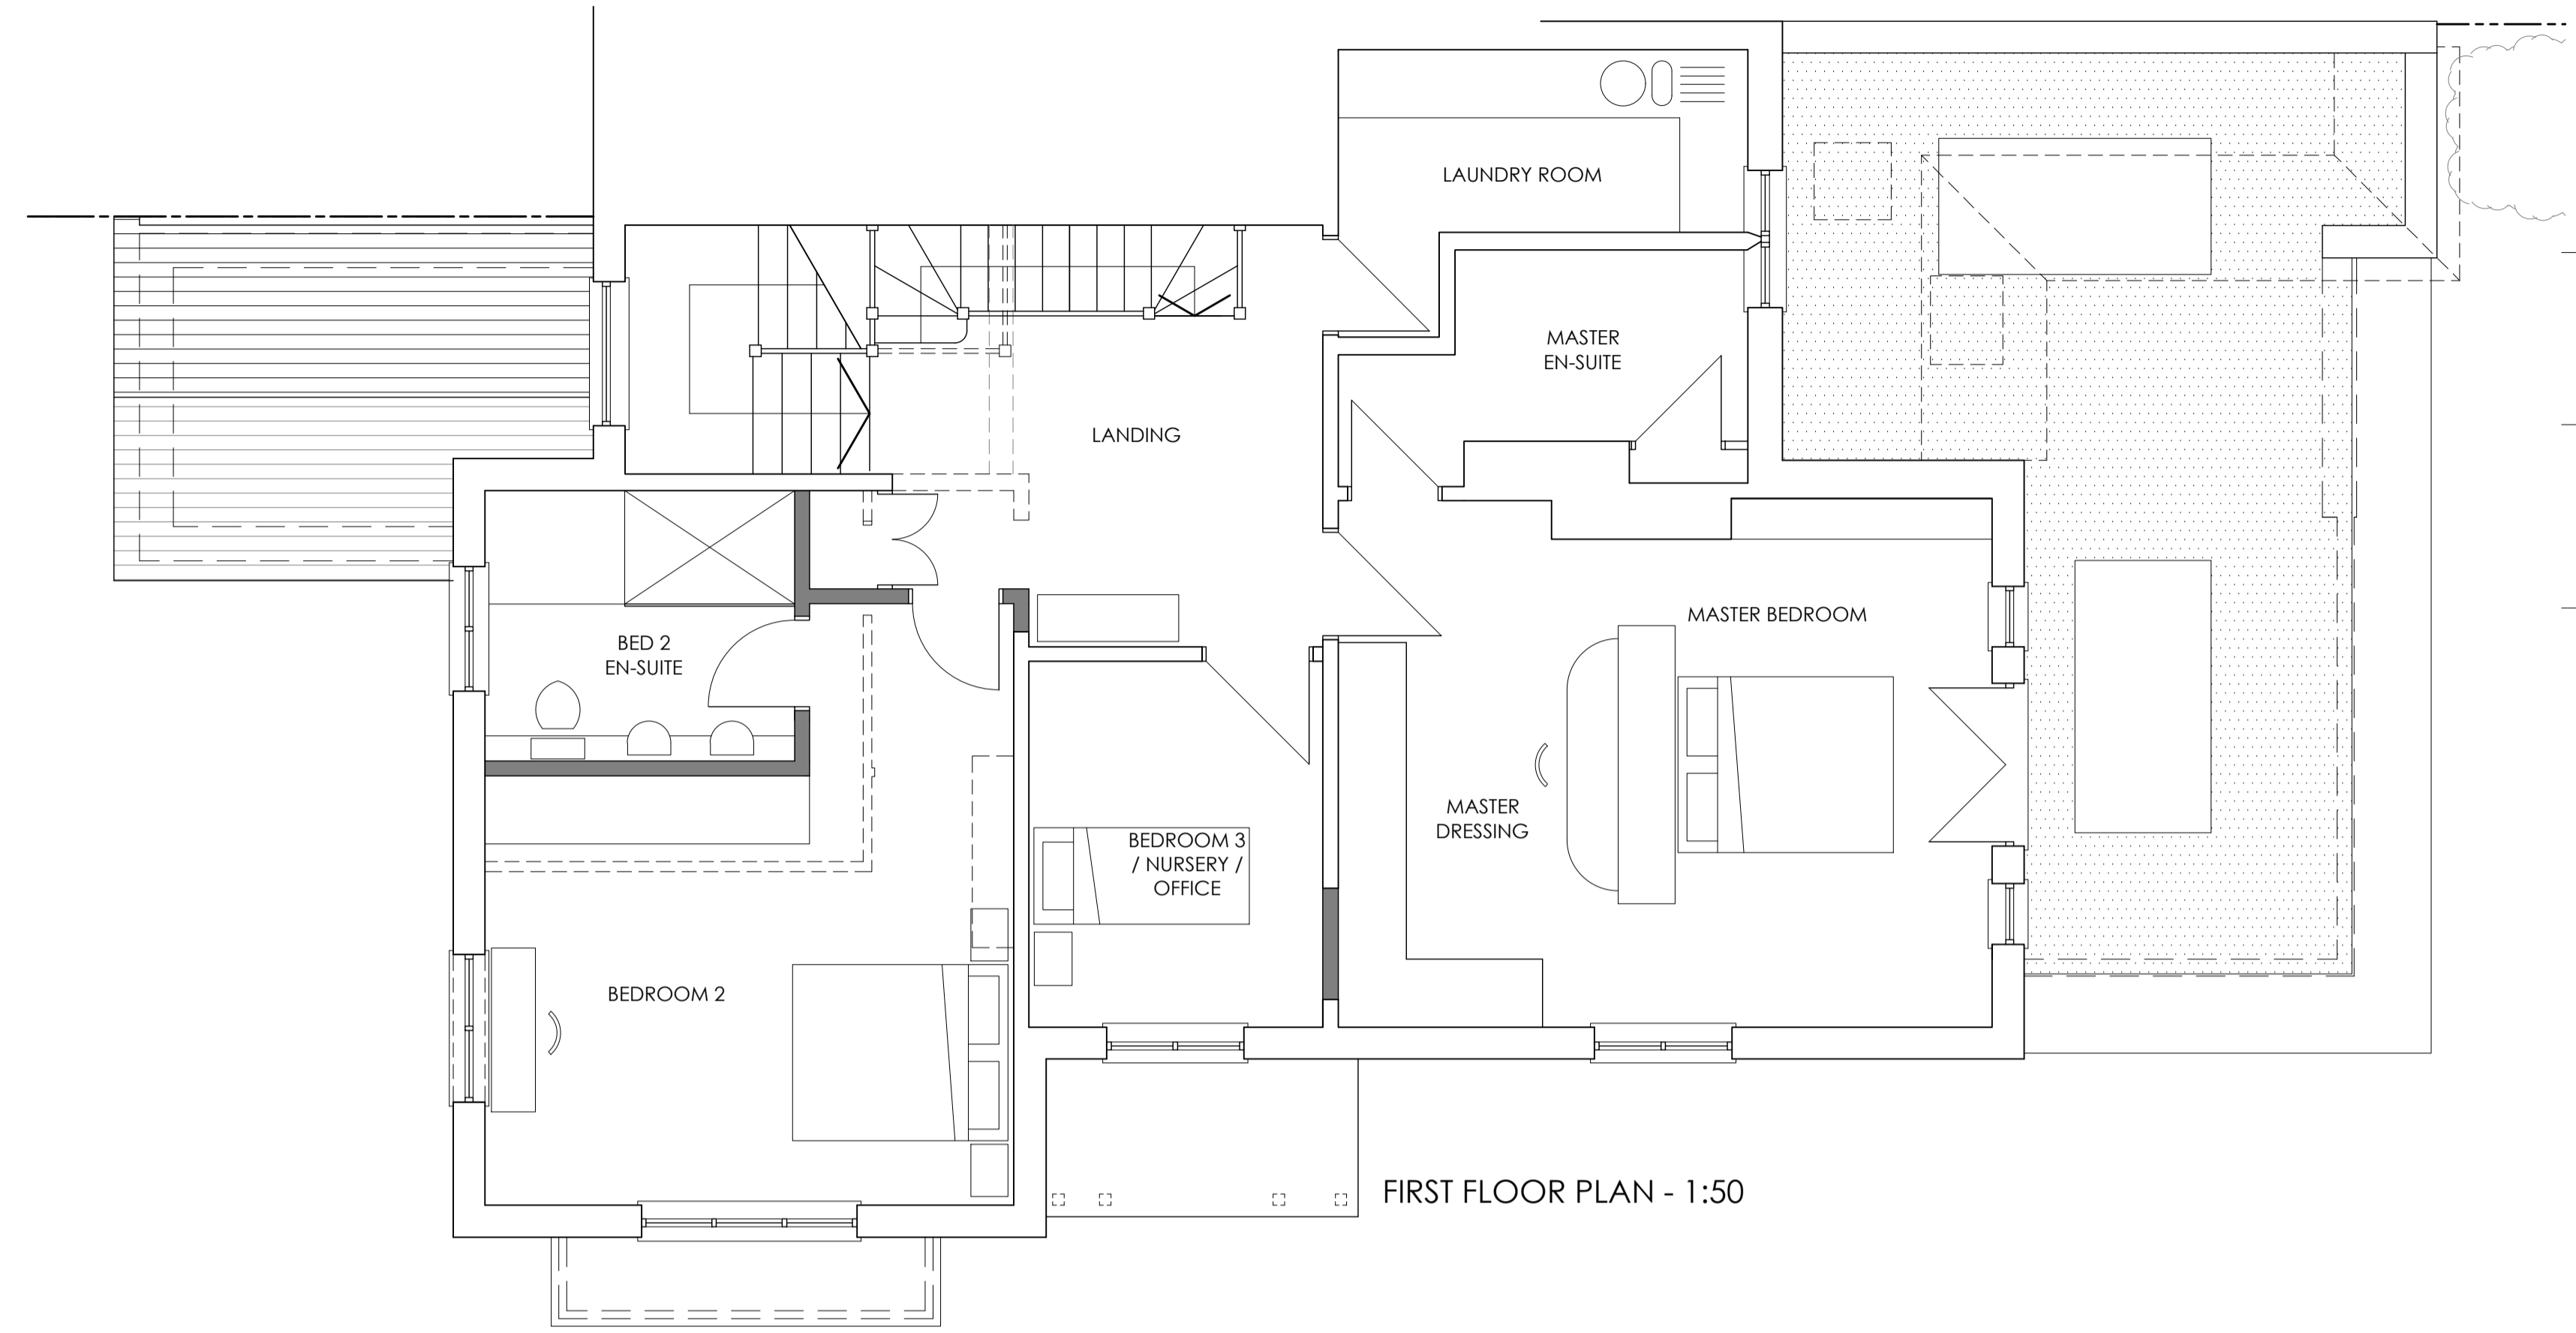 LAUNDRY ROOM
MASTER
EN-SUITE
LANDING
MASTER BEDROOM
BED 2
EN-SUITE
MASTER
DRESSING
BEDROOM 3
/ NURSERY /
OFFICE
BEDROOM 2
FIRST FLOOR PLAN - 1:50